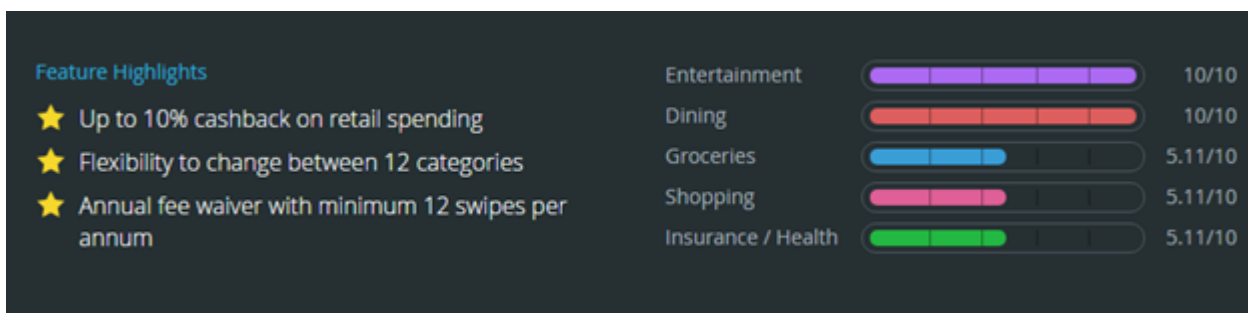 Feature Highlights
Up to 10% cashback on retail spending
Flexibility to change between 12 categories
Annual fee waiver with minimum 12 swipes per
annum
Entertainment 10/10
Dining 10/10
Groceries 5.11/10
Shopping 5.11/10
Insurance / Health 5.11/10